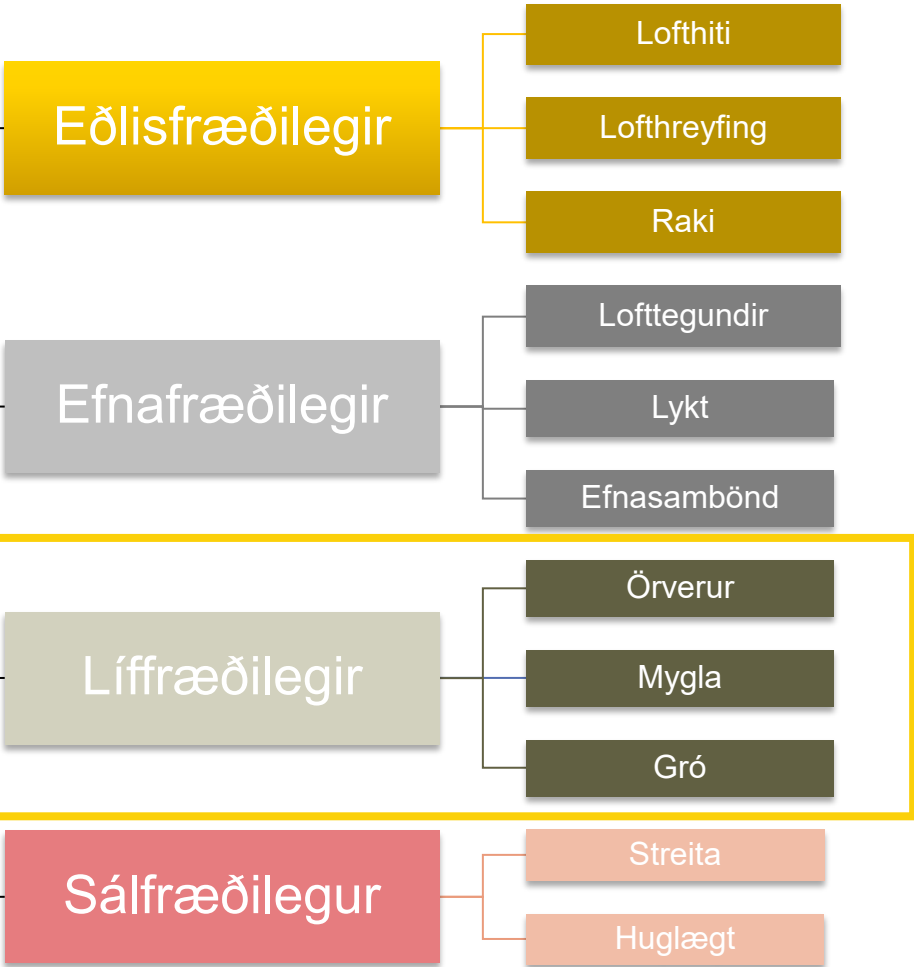 Eðlisfræðilegir
Lofthiti
Lofthreyfing
Raki
Efnafræðilegir
Lofttegundir
Lykt
Efnasambönd
Líffræðilegir
Örverur
Mygla
Gró
Sálfræðilegur
Streita
Huglægt